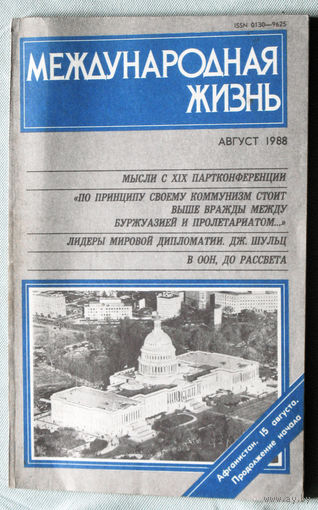 ISSN 0130—9625
МЕЖДУНАРОДНАЯ
ЖИЗНЬ
АВГУСТ 1988
МЫСЛИ С XIX ПАРТКОНФЕРЕНЦИИ
«ПО ПРИНЦИПУ СВОЕМУ КОММУНИЗМ СТОИТ
ВЫШЕ ВРАЖДЫ МЕЖДУ
БУРЖУАЗИЕЙ И ПРОЛЕТАРИАТОМ...»
ЛИДЕРЫ МИРОВОЙ ДИПЛОМАТИИ. ДЖ. ШУЛЬЦ
В ООН, ДО РАССВЕТА
Афганистан. 15 августа.
Продолжение начала